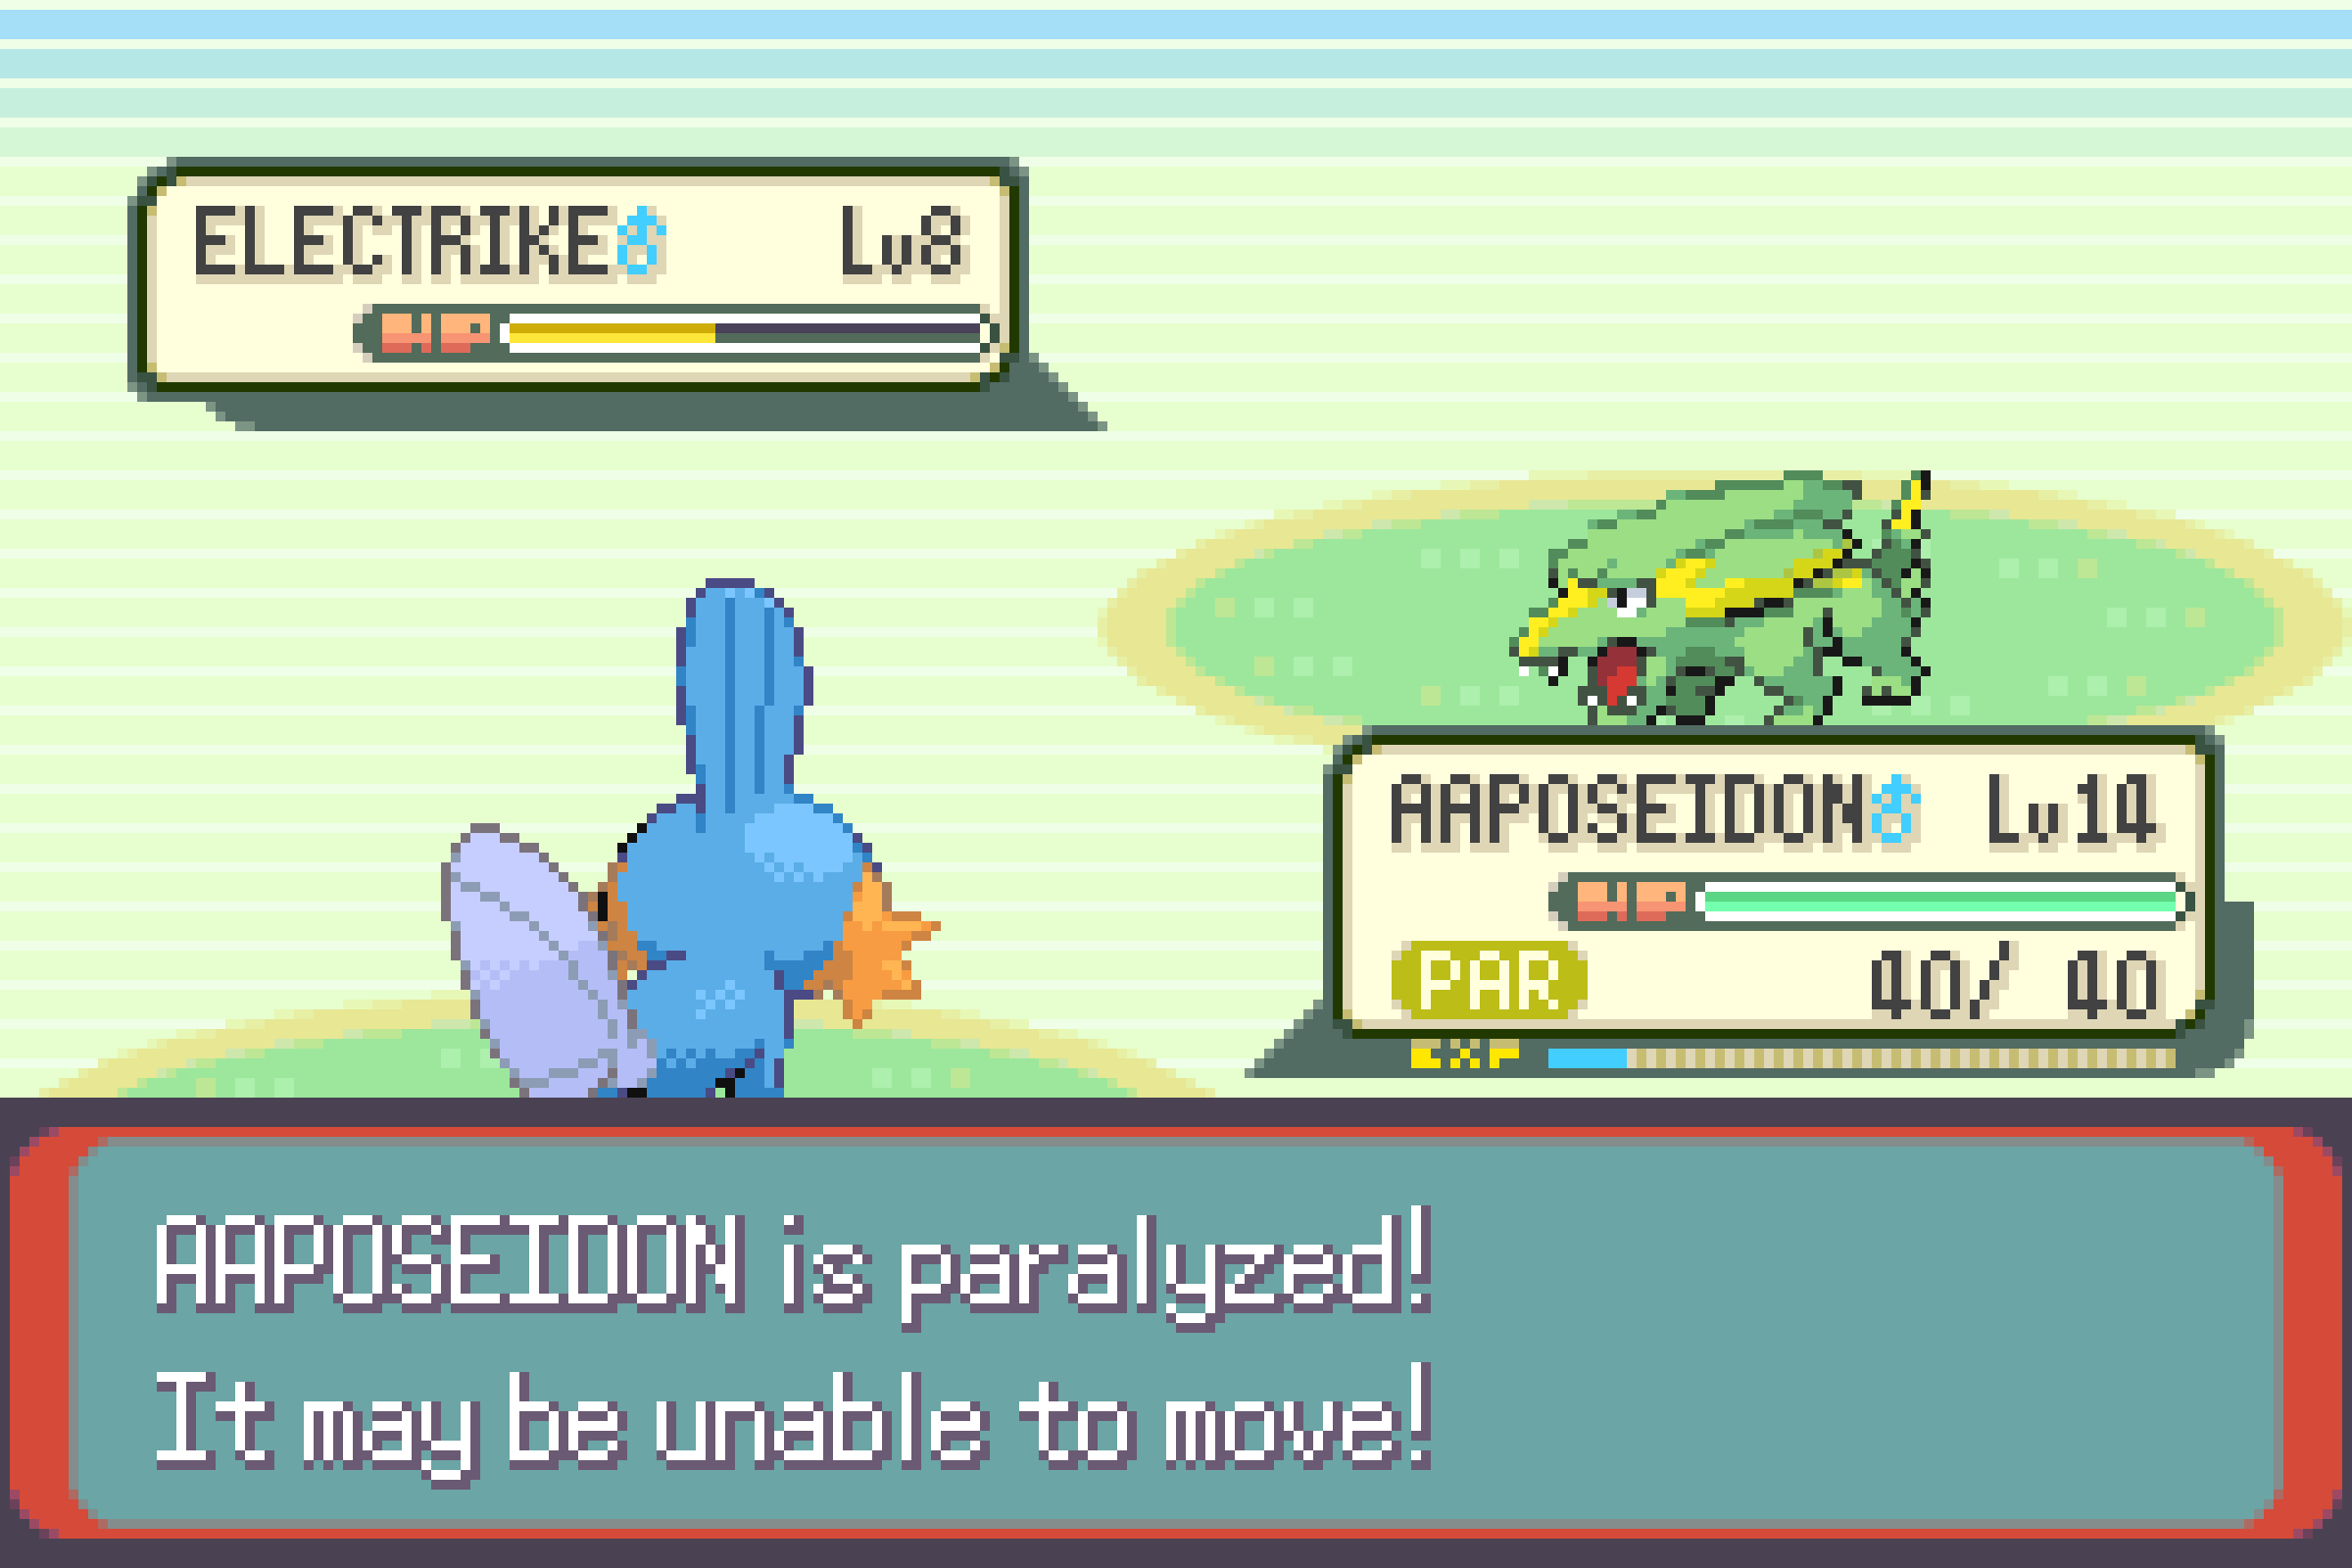 ELECTRIKE♂ Lv8
HP
AAPOSEIDON♂ Lv14
HP
PAR 40/ 40
EXP
AAPOSEIDON is paralyzed!
It may be unable to move!